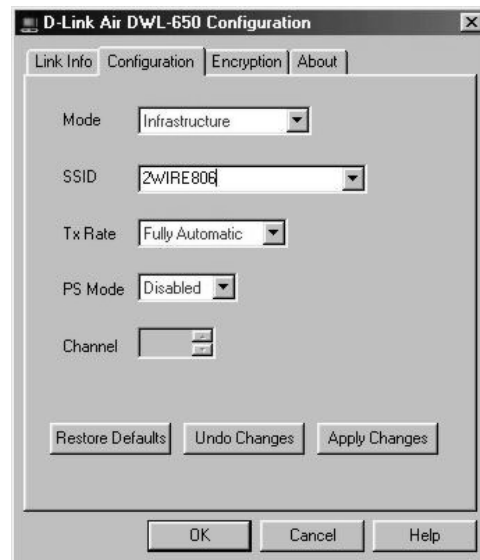 D-Link Air DWL-650 Configuration
Link Info Configuration Encryption About
Mode Infrastructure
SSID 2WIRE806
Tx Rate Fully Automatic
PS Mode Disabled
Channel
Restore Defaults Undo Changes Apply Changes
OK Cancel Help